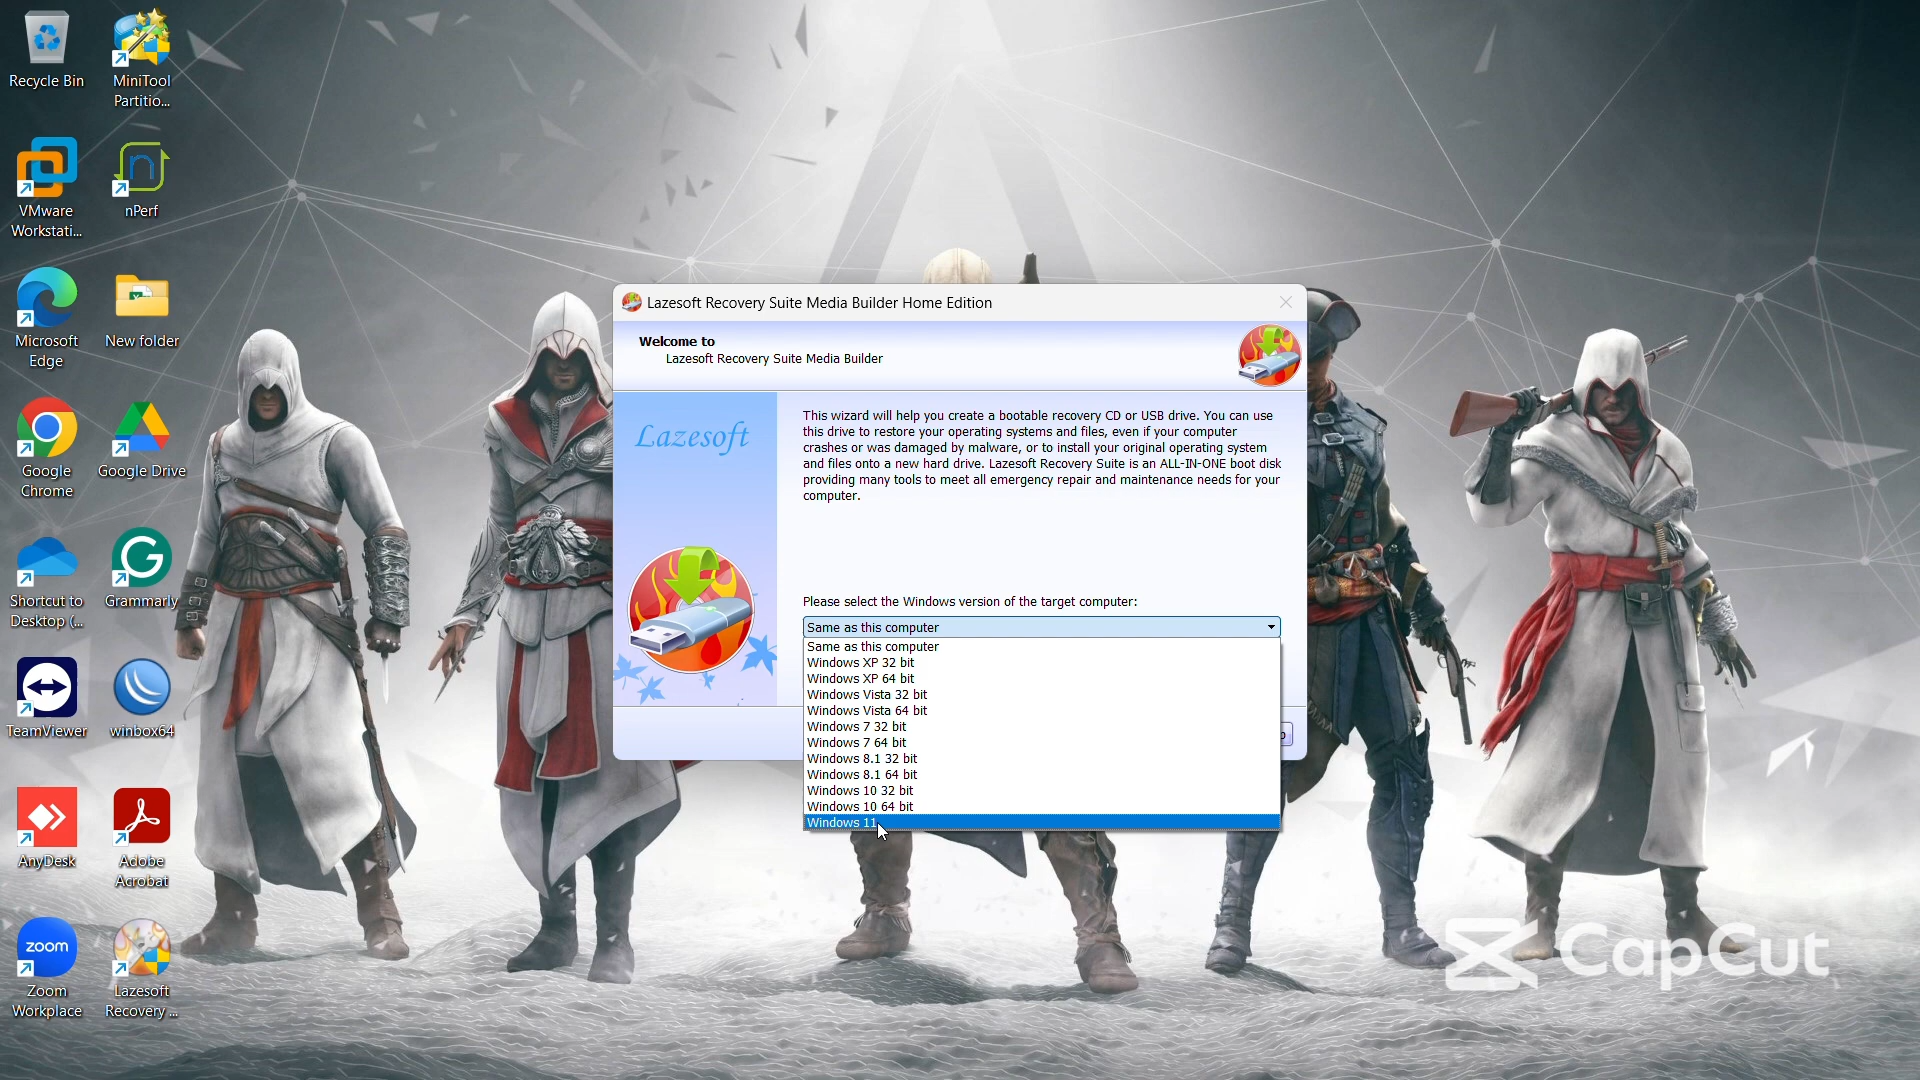 Recycle Bin
MiniTool
Partitio...
VMware
Workstati...
nPerf
Microsoft
Edge
New folder
Google
Chrome
Google Drive
Shortcut to
Desktop (...
Grammarly
TeamViewer
winbox64
AnyDesk
Adobe
Acrobat
zoom
Zoom
Workplace
Lazesoft
Recovery ...
Lazesoft Recovery Suite Media Builder Home Edition
Welcome to
Lazesoft Recovery Suite Media Builder
Lazesoft
This wizard will help you create a bootable recovery CD or USB drive. You can use
this drive to restore your operating systems and files, even if your computer
crashes or was damaged by malware, or to install your original operating system
and files onto a new hard drive. Lazesoft Recovery Suite is an ALL-IN-ONE boot disk
providing many tools to meet all emergency repair and maintenance needs for your
computer.
Please select the Windows version of the target computer:
Same as this computer
Same as this computer
Windows XP 32 bit
Windows XP 64 bit
Windows Vista 32 bit
Windows Vista 64 bit
Windows 7 32 bit
Windows 7 64 bit
Windows 8.1 32 bit
Windows 8.1 64 bit
Windows 10 32 bit
Windows 10 64 bit
Windows 11
CapCut